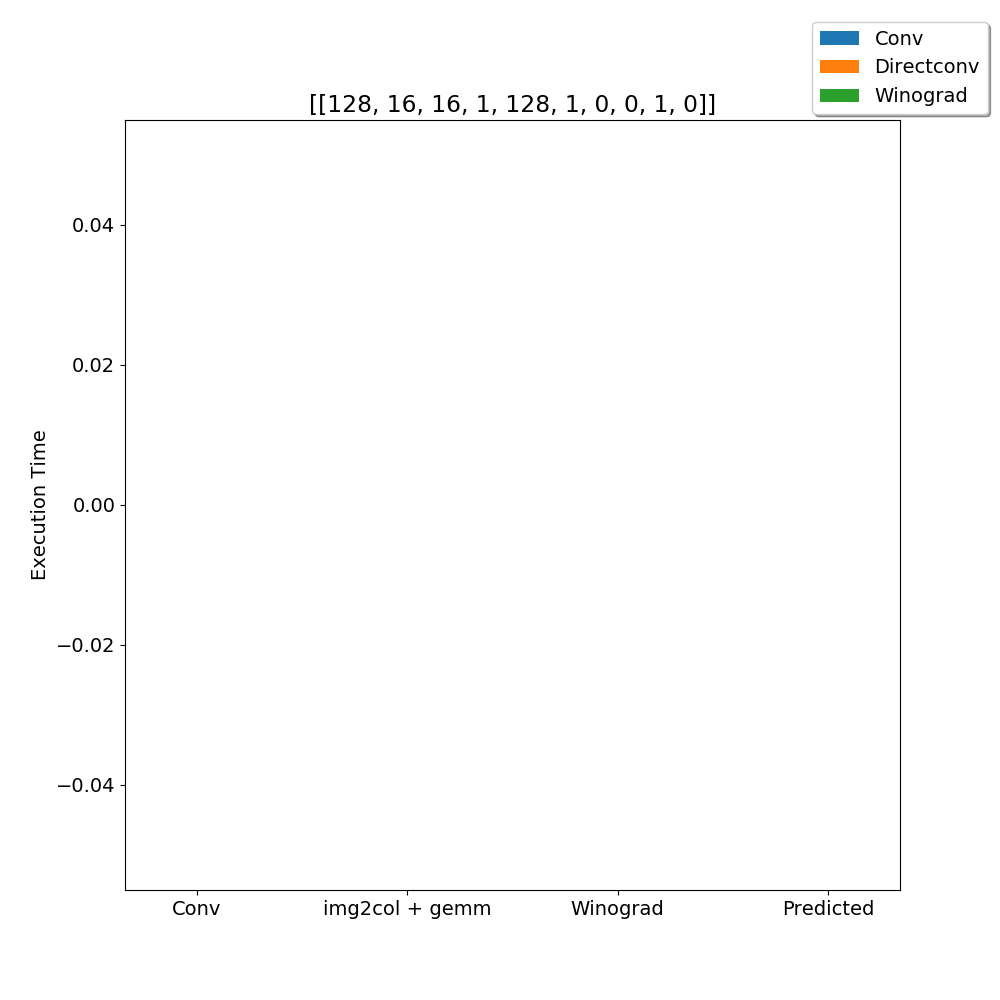 Conv
Directconv
Winograd
[[128, 16, 16, 1, 128, 1, 0, 0, 1, 0]]
Execution Time
0.04
0.02
0.00
−0.02
−0.04
Conv
img2col + gemm
Winograd
Predicted